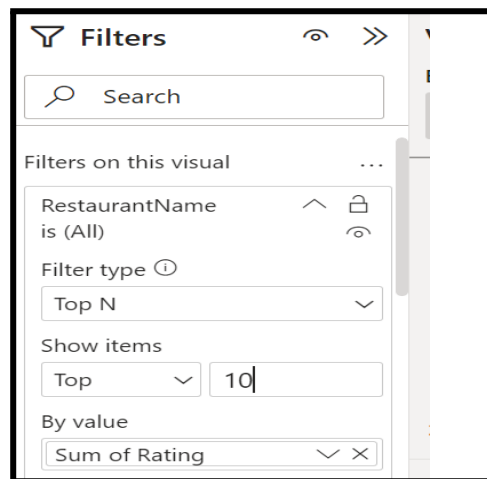 Filters
Search
Filters on this visual
RestaurantName
is (All)
Filter type
Top N
Show items
Top 10
By value
Sum of Rating